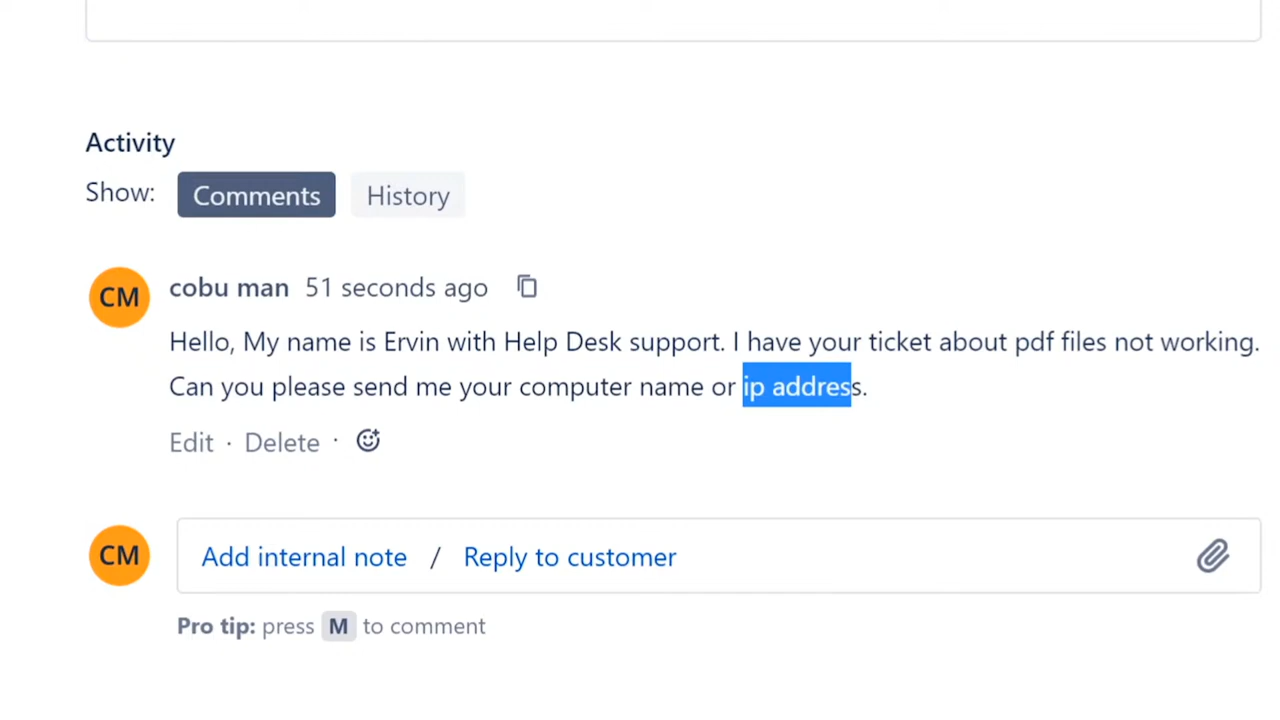 Activity
Show: Comments History
CM cobu man 51 seconds ago
Hello, My name is Ervin with Help Desk support. I have your ticket about pdf files not working.
Can you please send me your computer name or ip address.
Edit · Delete ·
CM Add internal note / Reply to customer
Pro tip: press M to comment